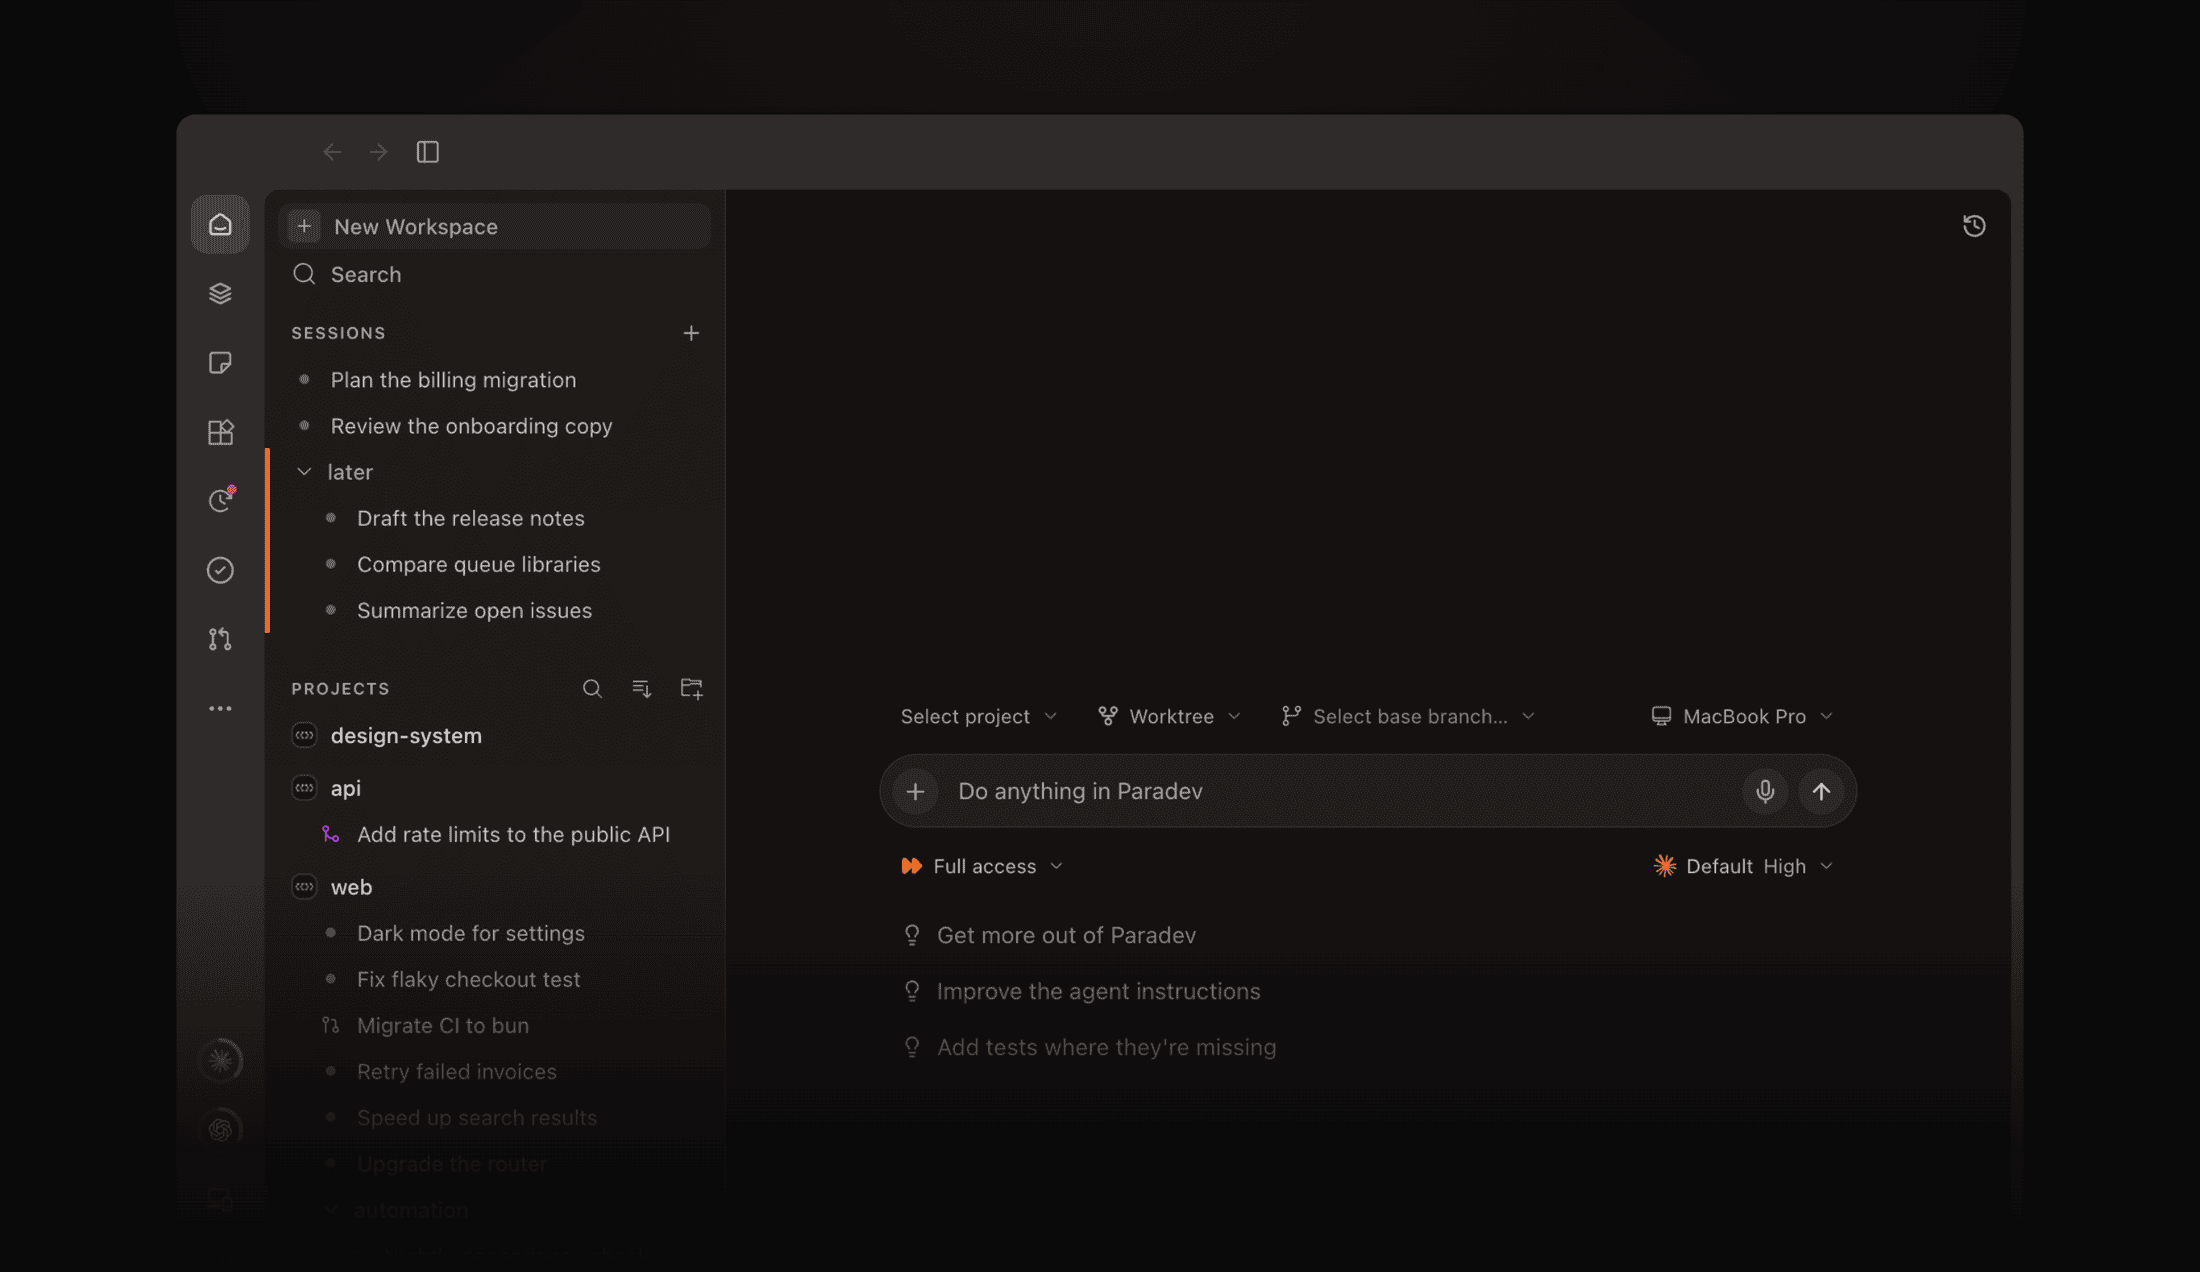 New Workspace
Search
SESSIONS
Plan the billing migration
Review the onboarding copy
later
Draft the release notes
Compare queue libraries
Summarize open issues
PROJECTS
design-system
api
Add rate limits to the public API
web
Dark mode for settings
Fix flaky checkout test
Migrate CI to bun
Retry failed invoices
Speed up search results
Upgrade the router
automation
Select project
Worktree
Select base branch...
MacBook Pro
Do anything in Paradev
Full access
Default High
Get more out of Paradev
Improve the agent instructions
Add tests where they're missing